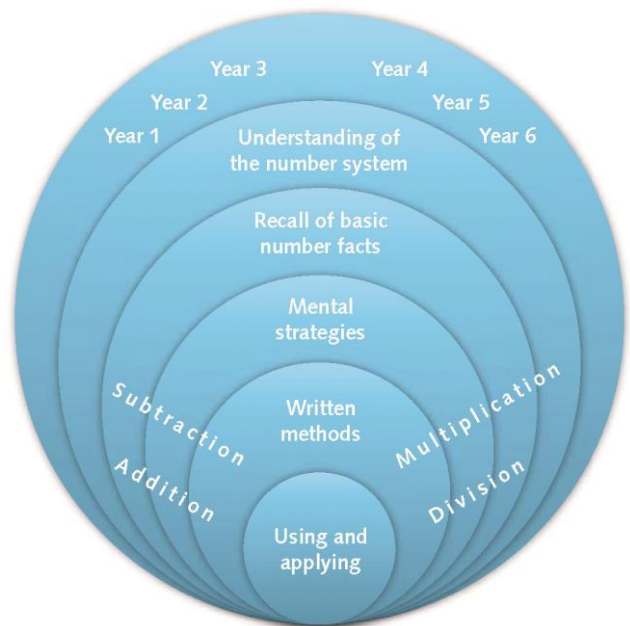 Year 3
Year 4
Year 2
Year 5
Year 1
Year 6
Understanding of
the number system
Recall of basic
number facts
Mental
strategies
Subtraction
Written
methods
Multiplication
Addition
Division
Using and
applying